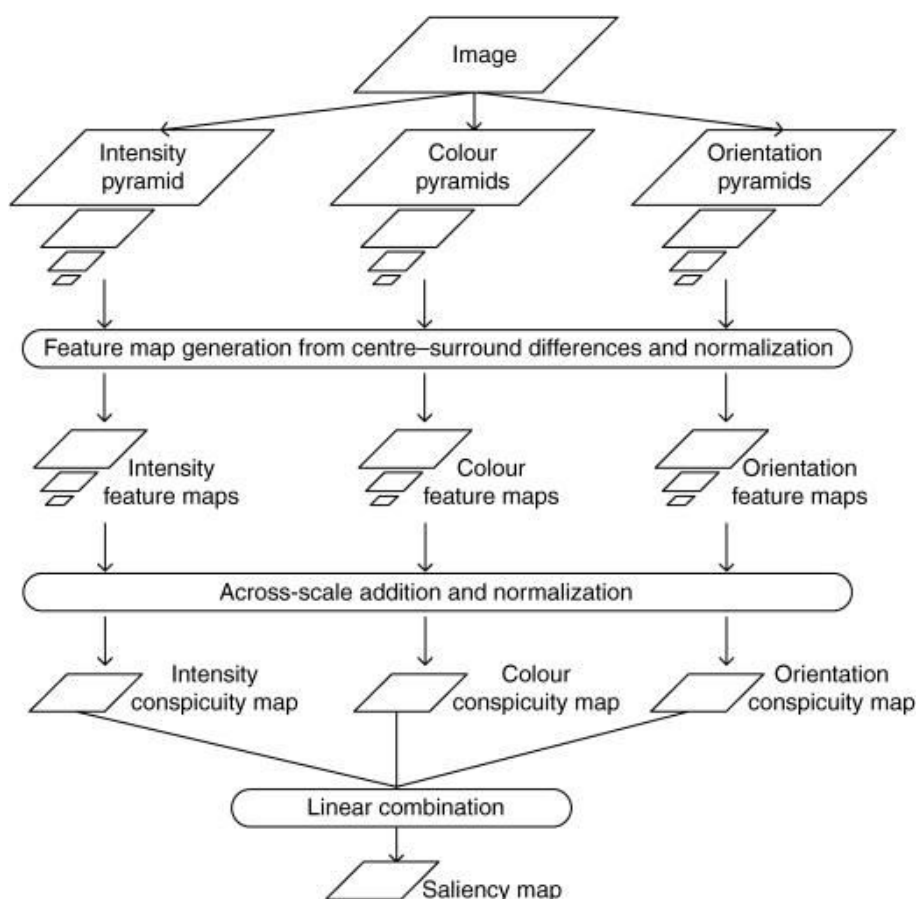 Image
Intensity
pyramid
Colour
pyramids
Orientation
pyramids
Feature map generation from centre–surround differences and normalization
Intensity
feature maps
Colour
feature maps
Orientation
feature maps
Across-scale addition and normalization
Intensity
conspicuity map
Colour
conspicuity map
Orientation
conspicuity map
Linear combination
Saliency map